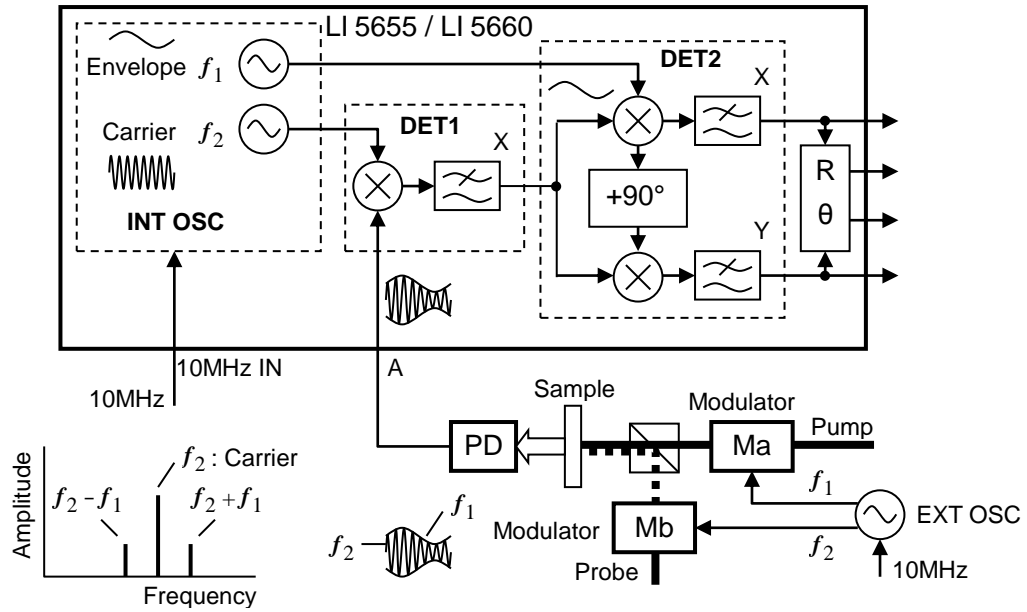 LI 5655 / LI 5660
Envelope
f1
Carrier
f2
INT OSC
DET1
X
DET2
X
+90°
Y
R
θ
10MHz IN
10MHz
A
Sample
Modulator
PD
Ma
Pump
f1
Modulator
Mb
f2
EXT OSC
Probe
10MHz
Amplitude
f2 : Carrier
f2 − f1
f2 + f1
Frequency
f1
f2